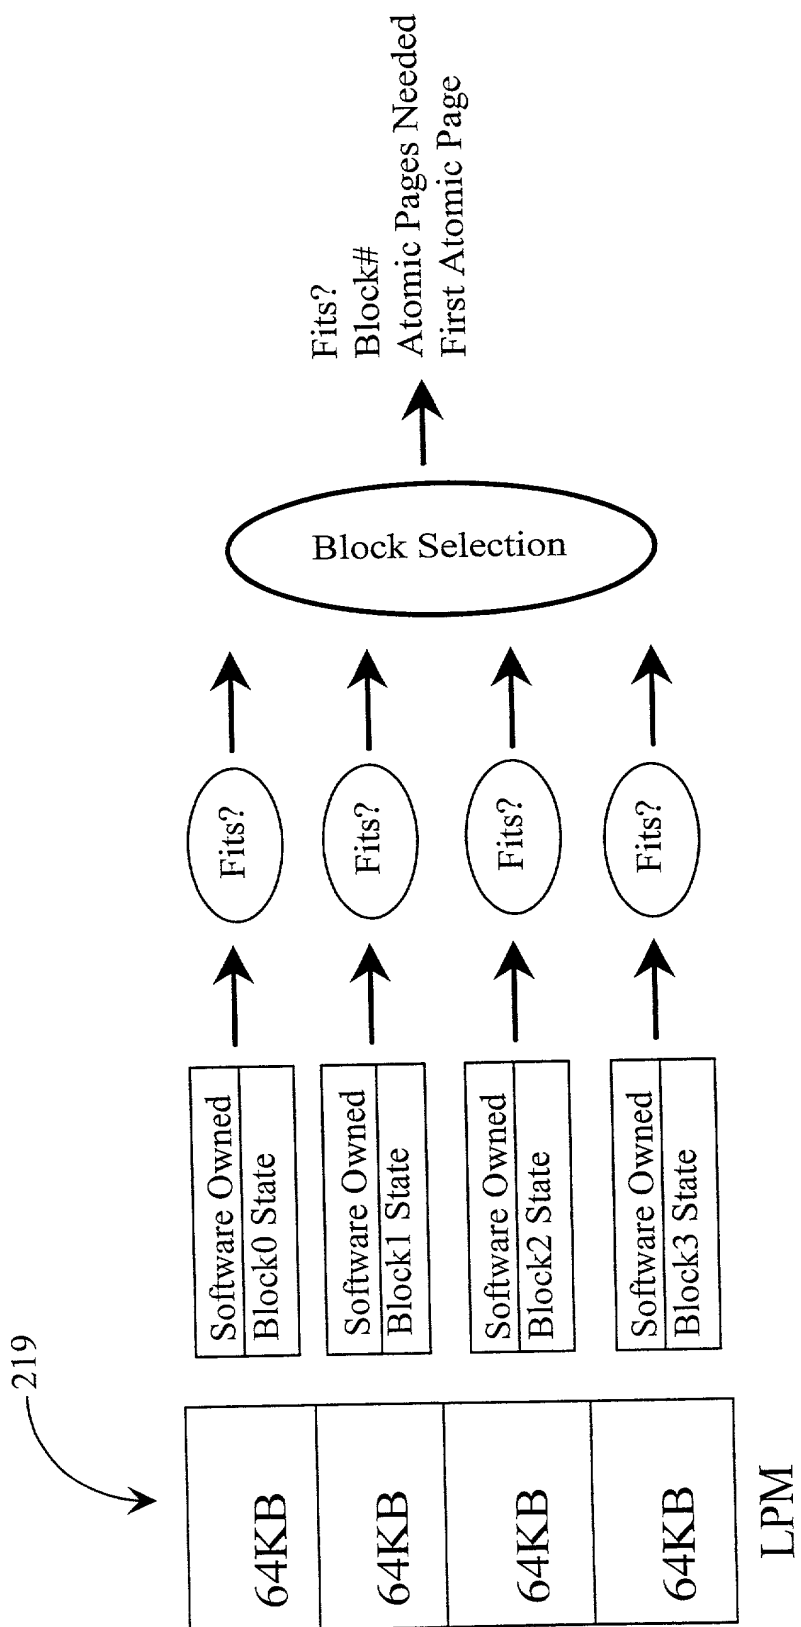 219
64KB
64KB
64KB
64KB
LPM
Software Owned
Block0 State
Software Owned
Block1 State
Software Owned
Block2 State
Software Owned
Block3 State
Fits?
Fits?
Fits?
Fits?
Block Selection
Fits?
Block#
Atomic Pages Needed
First Atomic Page